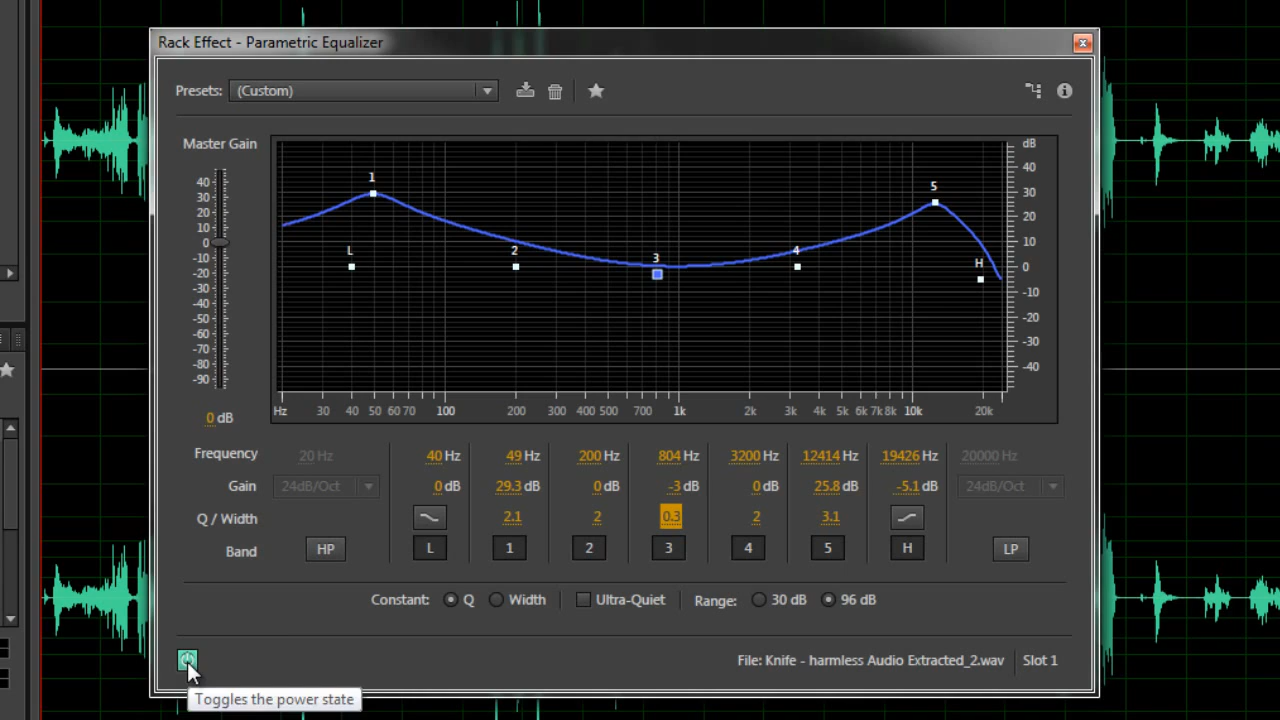 Rack Effect - Parametric Equalizer
Presets: (Custom)
Master Gain
dB
40
30
20
10
0
-10
-20
-30
-40
-50
-60
-70
-80
-90
0 dB
1
5
L
2
3
4
H
40
30
20
10
0
-10
-20
-30
-40
Hz 30 40 50 60 70 100 200 300 400 500 700 1k 2k 3k 4k 5k 6k 7k 8k 10k 20k
Frequency 20 Hz 40 Hz 49 Hz 200 Hz 804 Hz 3200 Hz 12414 Hz 19426 Hz 20000 Hz
Gain 24dB/Oct 0 dB 29.3 dB 0 dB -3 dB 0 dB 25.8 dB -5.1 dB 24dB/Oct
Q / Width 2.1 2 0.3 2 3.1
Band HP L 1 2 3 4 5 H LP
Constant: Q Width Ultra-Quiet Range: 30 dB 96 dB
File: Knife - harmless Audio Extracted_2.wav Slot 1
Toggles the power state